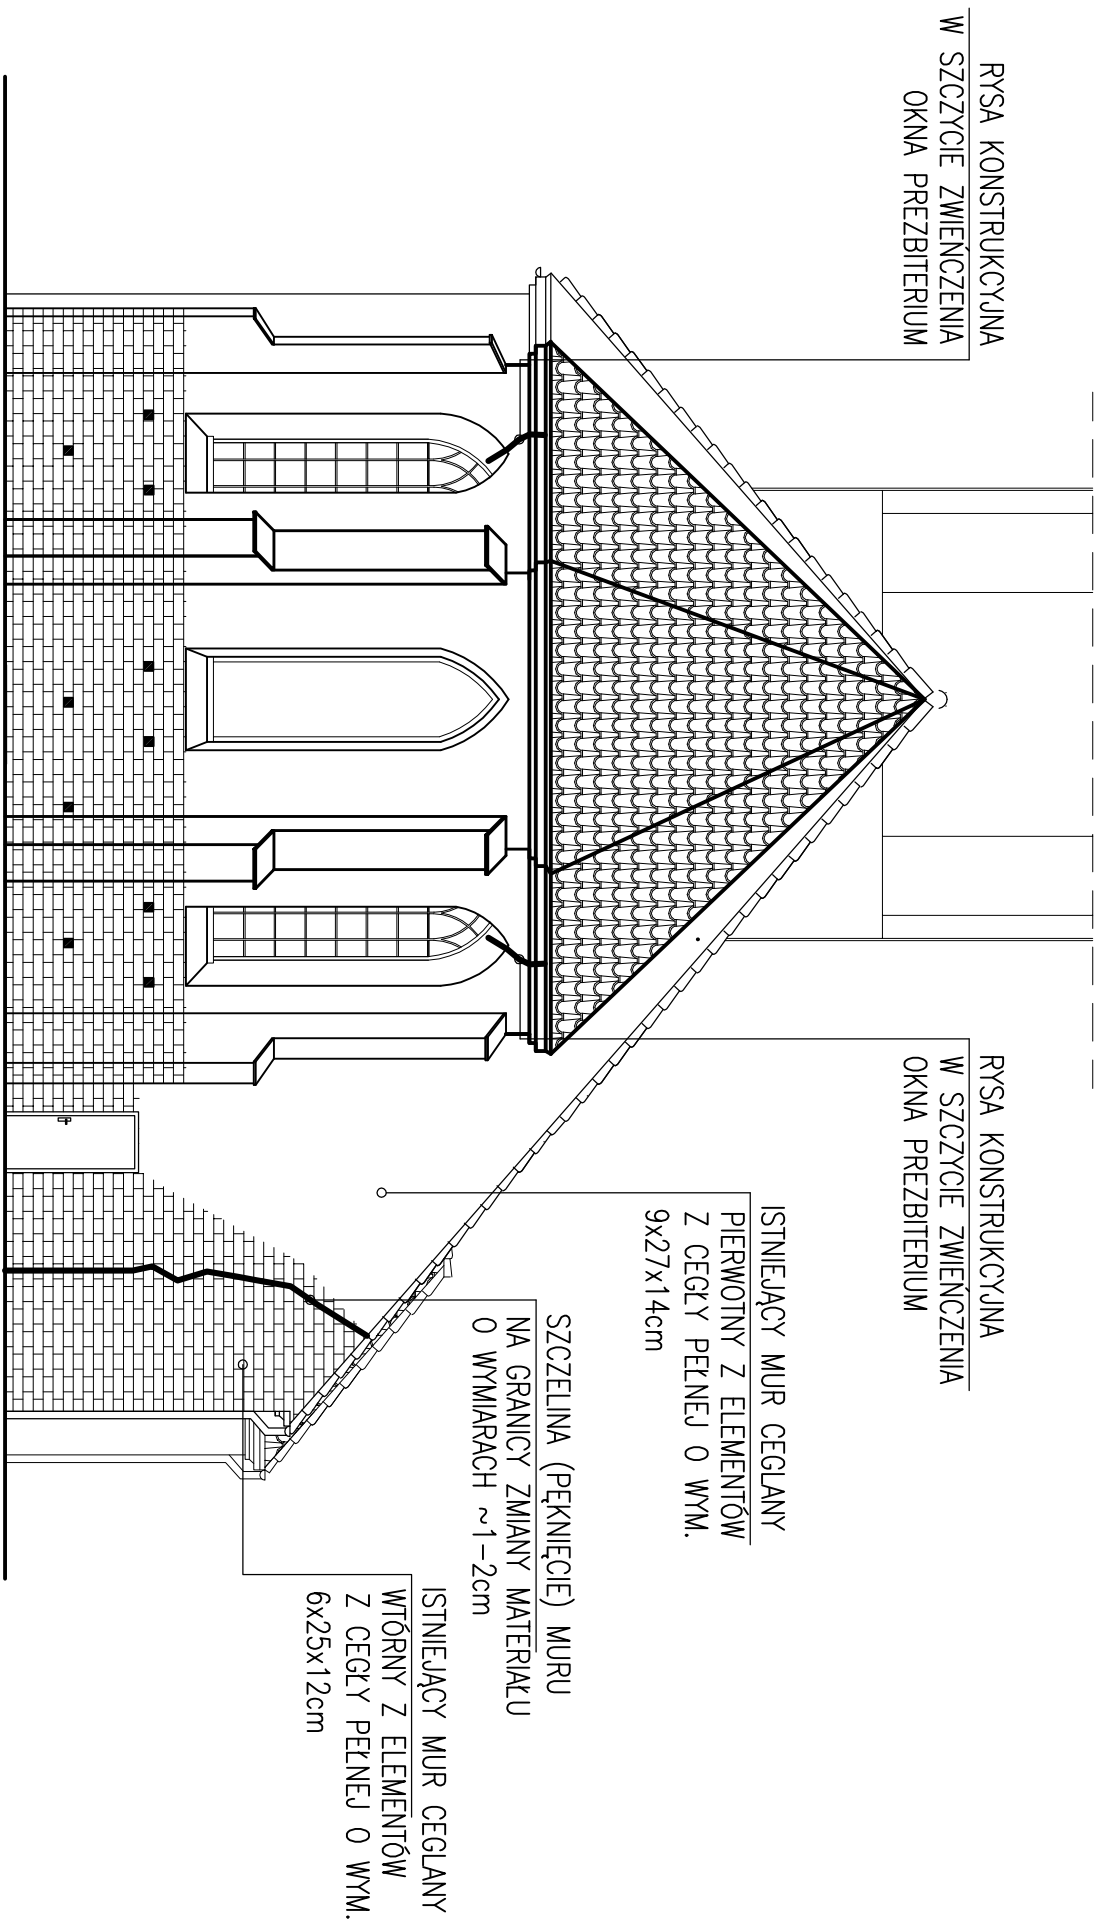 RYSA KONSTRUKCYJNA
W SZCZYCIE ZWIEŃCZENIA
OKNA PREZBITERIUM
RYSA KONSTRUKCYJNA
W SZCZYCIE ZWIEŃCZENIA
OKNA PREZBITERIUM
ISTNIEJĄCY MUR CEGLANY
PIERWOTNY Z ELEMENTÓW
Z CEGŁY PEŁNEJ O WYM.
9x27x14cm
SZCZELINA (PĘKNIĘCIE) MURU
NA GRANICY ZMIANY MATERIAŁU
O WYMIARACH ~1-2cm
ISTNIEJĄCY MUR CEGLANY
WTÓRNY Z ELEMENTÓW
Z CEGŁY PEŁNEJ O WYM.
6x25x12cm